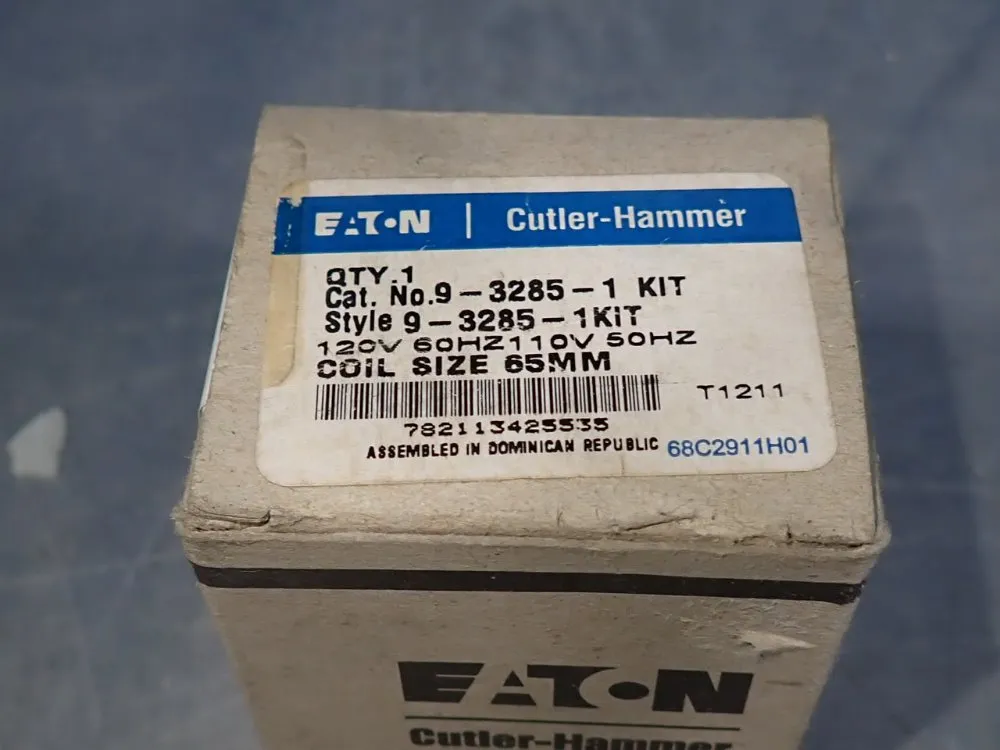 EATON | Cutler-Hammer
QTY.1
Cat. No.9-3285-1 KIT
Style 9-3285-1KIT
120V 60HZ110V 50HZ
COIL SIZE 65MM
T1211
782113425535
ASSEMBLED IN DOMINICAN REPUBLIC 68C2911H01
EATON
Cutler-Hammer